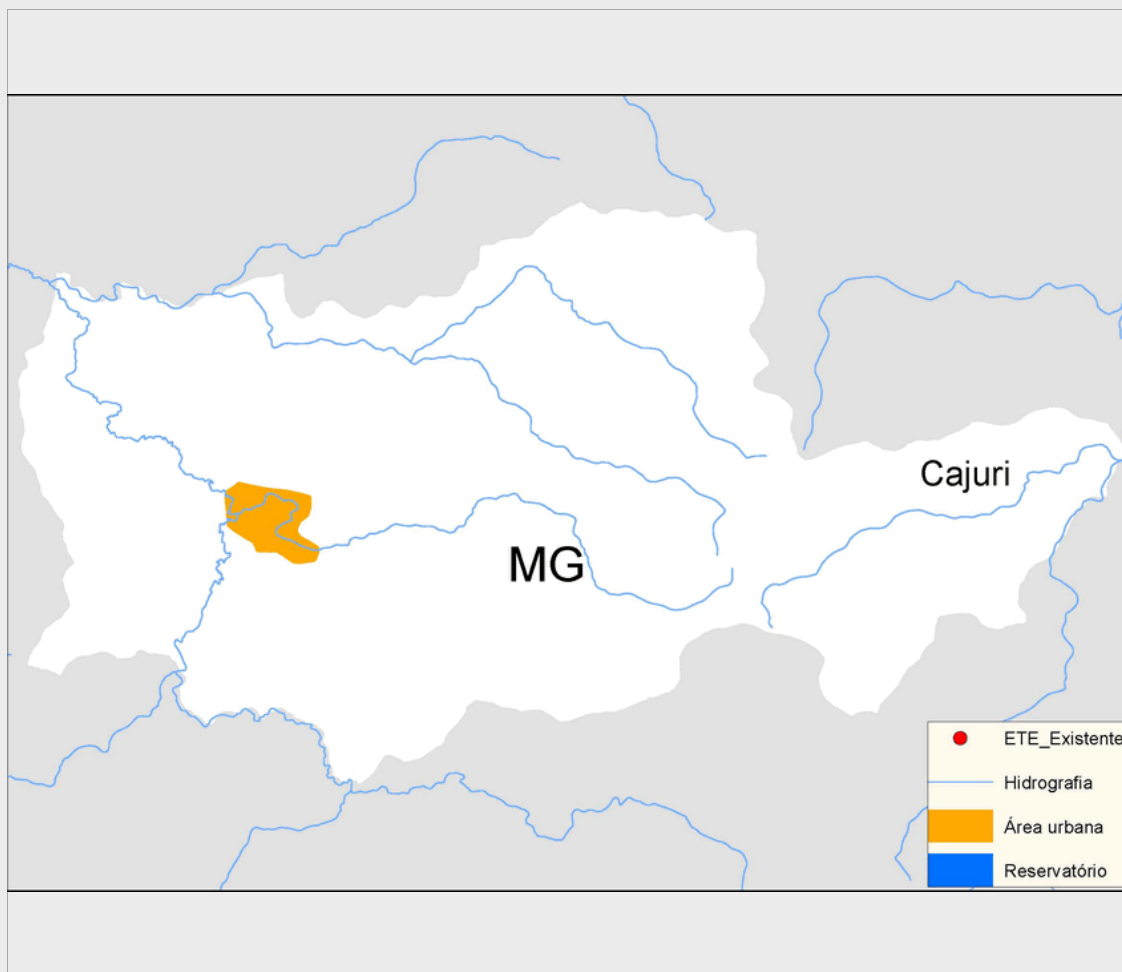 Cajuri
MG
ETE_Existente
Hidrografia
Área urbana
Reservatório